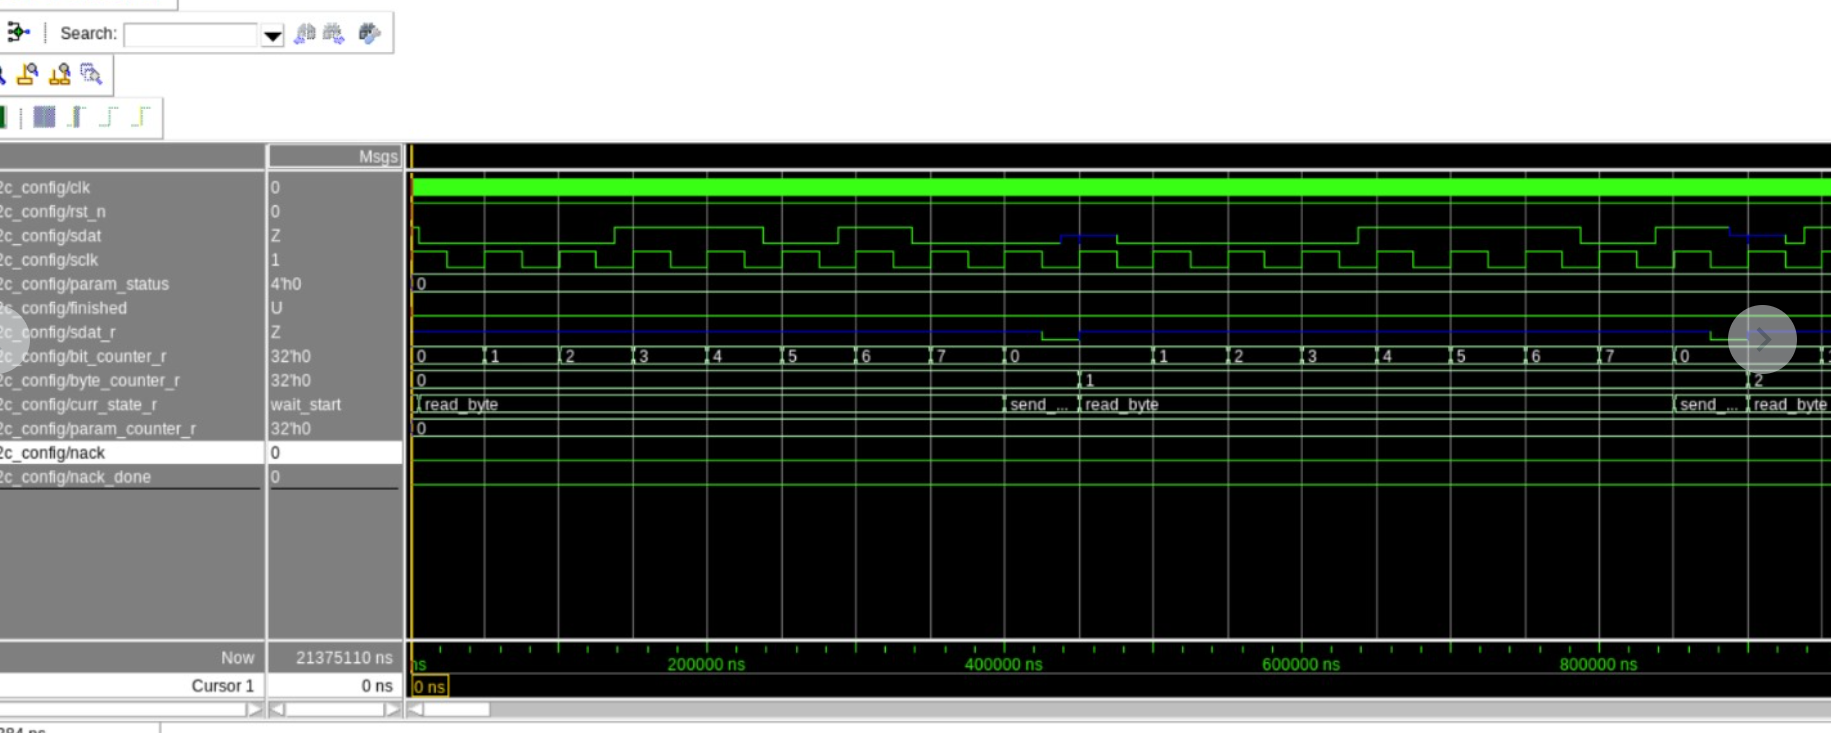 Search:
Msgs
2c_config/clk 0
2c_config/rst_n 0
2c_config/sdat Z
2c_config/sclk 1
2c_config/param_status 4'h0 0
2c_config/finished U
2c_config/sdat_r Z
2c_config/bit_counter_r 32'h0 0 1 2 3 4 5 6 7 0 1 2 3 4 5 6 7 0 1
2c_config/byte_counter_r 32'h0 0 1 2
2c_config/curr_state_r wait_start read_byte send_... read_byte send_... read_byte
2c_config/param_counter_r 32'h0 0
2c_config/nack 0
2c_config/nack_done 0
Now 21375110 ns ns 200000 ns 400000 ns 600000 ns 800000 ns
Cursor 1 0 ns 0 ns